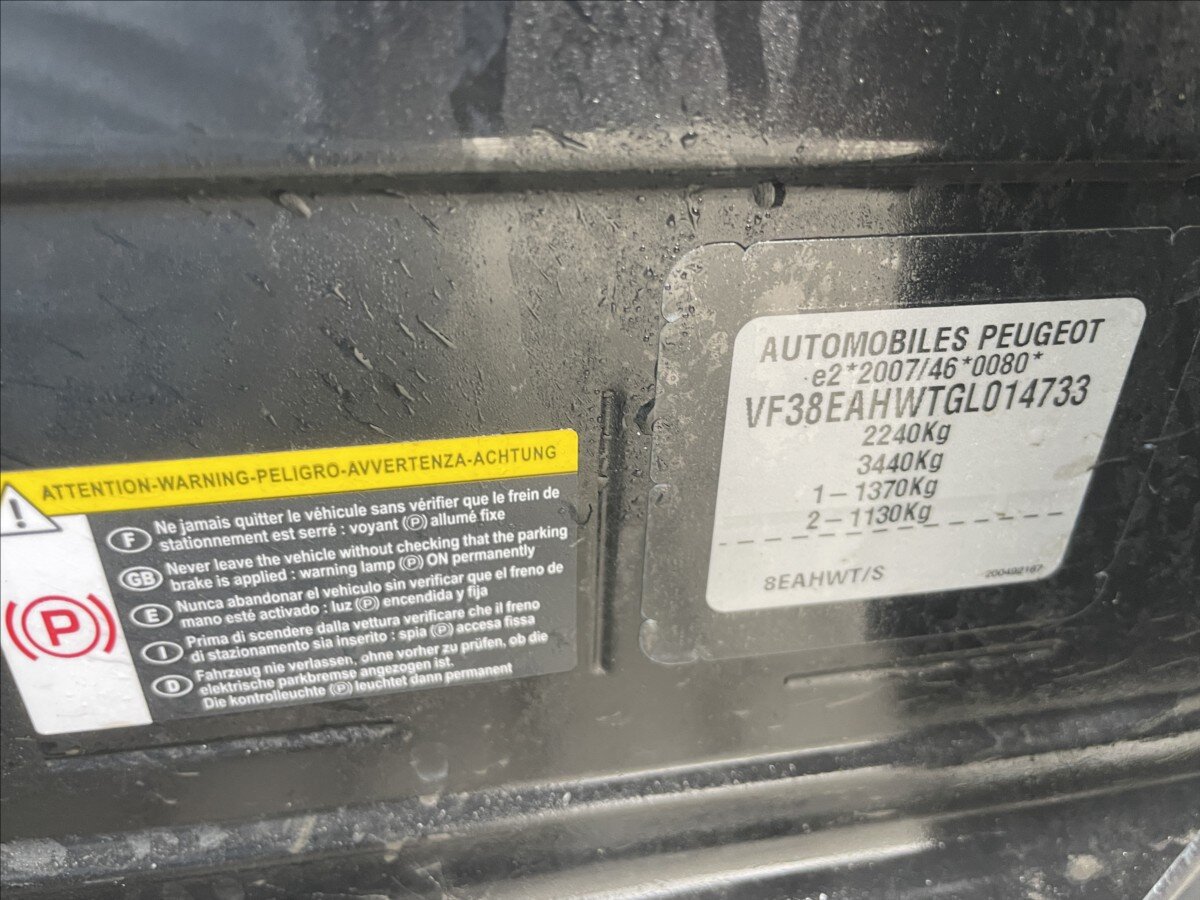 ATTENTION-WARNING-PELIGRO-AVVERTENZA-ACHTUNG
!
P
F
Ne jamais quitter le véhicule sans vérifier que le frein de
stationnement est serré : voyant (P) allumé fixe
GB
Never leave the vehicle without checking that the parking
brake is applied : warning lamp (P) ON permanently
E
Nunca abandonar el vehiculo sin verificar que el freno de
mano esté activado : luz (P) encendida y fija
I
Prima di scendere dalla vettura verificare che il freno
di stazionamento sia inserito : spia (P) accesa fissa
D
Fahrzeug nie verlassen, ohne vorher zu prüfen, ob die
elektrische parkbremse angezogen ist.
Die kontrolleuchte (P) leuchtet dann permanent
AUTOMOBILES PEUGEOT
e2*2007/46*0080*
VF38EAHWTGL014733
2240Kg
3440Kg
1-1370Kg
2-1130Kg
8EAHWT/S
200492167